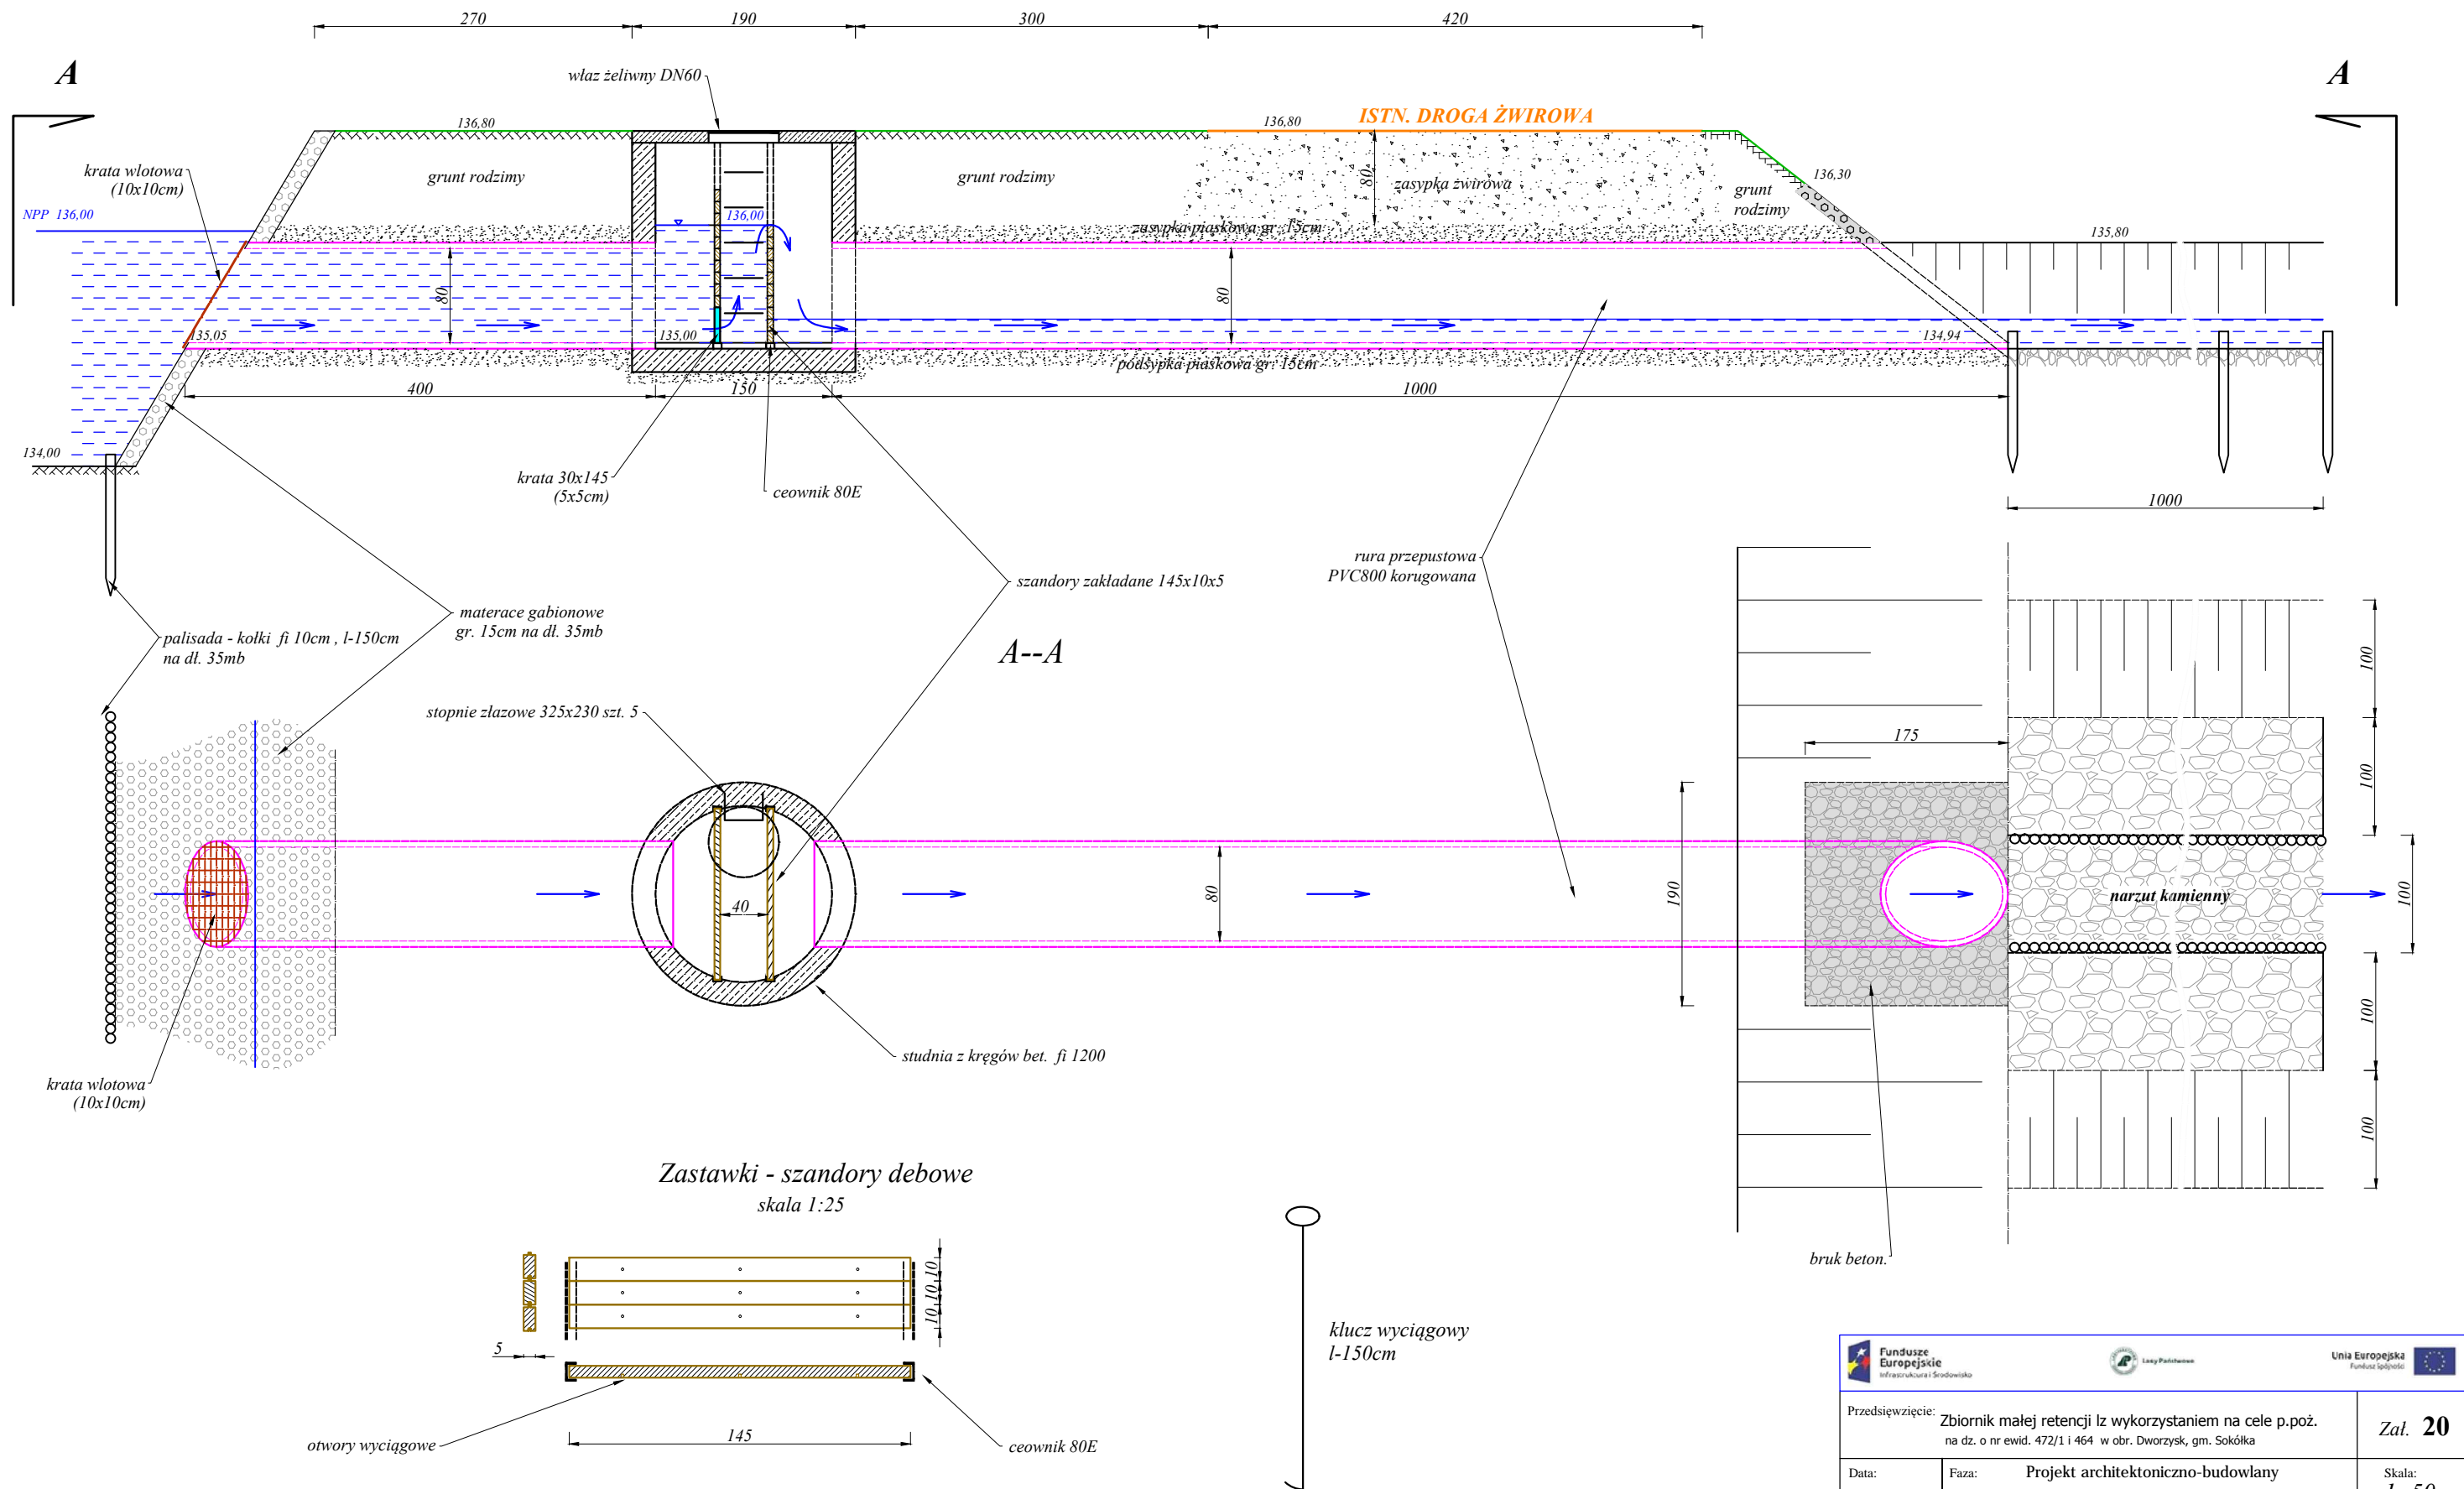 270
190
300
420
A
A
właz żeliwny DN60
136,80
136,80
ISTN. DROGA ŻWIROWA
krata wlotowa
(10x10cm)
grunt rodzimy
grunt rodzimy
80
zasypka żwirowa
136,30
grunt
rodzimy
NPP 136,00
136,00
zasypka piaskowa gr. 15cm
135,80
80
80
135,05
135,00
134,94
podsypka piaskowa gr. 15cm
400
150
1000
134,00
krata 30x145
(5x5cm)
ceownik 80E
1000
rura przepustowa
PVC800 korugowana
szandory zakładane 145x10x5
materace gabionowe
gr. 15cm na dł. 35mb
palisada - kołki fi 10cm , l-150cm
na dł. 35mb
A--A
100
stopnie złazowe 325x230 szt. 5
175
100
40
80
190
narzut kamienny
100
studnia z kręgów bet. fi 1200
100
krata wlotowa
(10x10cm)
100
Zastawki - szandory debowe
skala 1:25
bruk beton.
10
10
10
5
klucz wyciągowy
l-150cm
otwory wyciągowe
145
ceownik 80E
Fundusze
Europejskie
Infrastruktura i Środowisko
Lasy Państwowe
Unia Europejska
Fundusz Spójności
Przedsięwzięcie:
Zbiornik małej retencji lz wykorzystaniem na cele p.poż.
na dz. o nr ewid. 472/1 i 464 w obr. Dworzysk, gm. Sokółka
Zał. 20
Data:
Faza:
Projekt architektoniczno-budowlany
Skala: